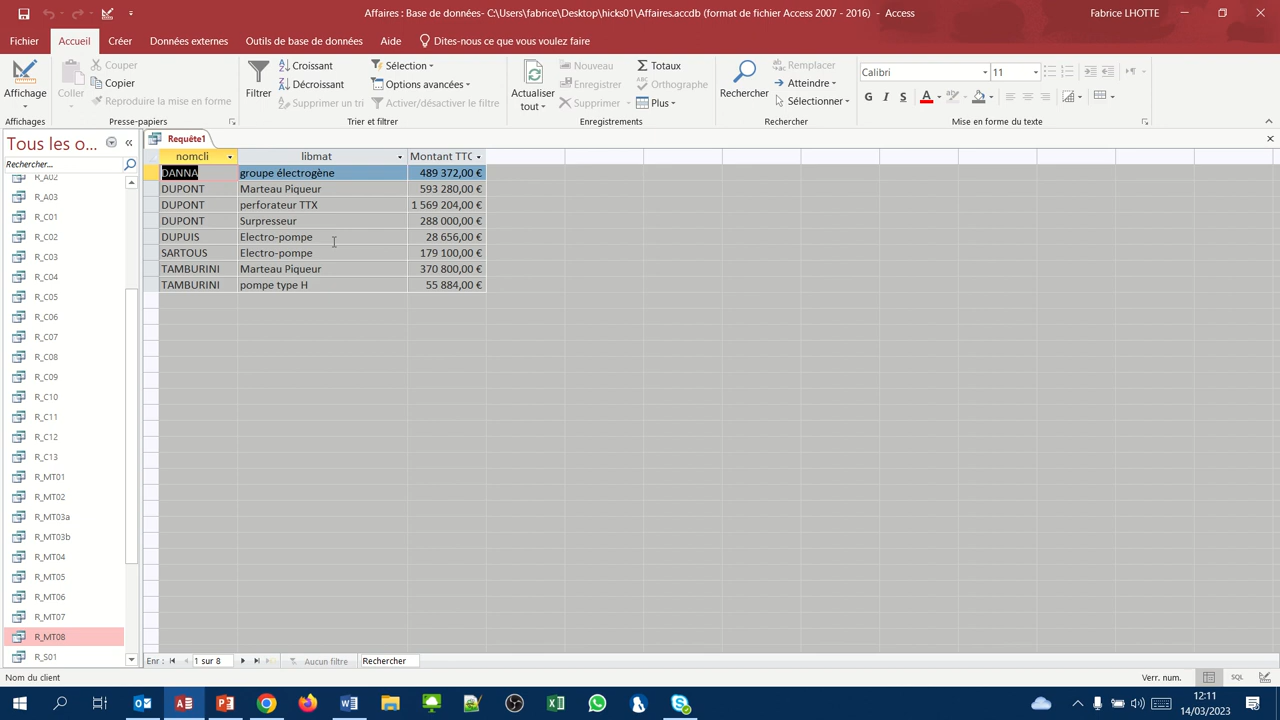 Affaires : Base de données- C:\Users\fabrice\Desktop\hicks01\Affaires.accdb (format de fichier Access 2007 - 2016) - Access
Fabrice LHOTTE
Fichier Accueil Créer Données externes Outils de base de données Aide Dites-nous ce que vous voulez faire
Affichage
Affichages
Coller
Couper
Copier
Reproduire la mise en forme
Presse-papiers
Filtrer
Croissant
Décroissant
Supprimer un tri
Sélection
Options avancées
Activer/désactiver le filtre
Trier et filtrer
Actualiser
tout
Nouveau
Enregistrer
Supprimer
Totaux
Orthographe
Plus
Enregistrements
Rechercher
Remplacer
Atteindre
Sélectionner
Rechercher
Calibri 11
G I S A
Mise en forme du texte
Tous les o...
Rechercher...
R_A02
R_A03
R_C01
R_C02
R_C03
R_C04
R_C05
R_C06
R_C07
R_C08
R_C09
R_C10
R_C11
R_C12
R_C13
R_MT01
R_MT02
R_MT03a
R_MT03b
R_MT04
R_MT05
R_MT06
R_MT07
R_MT08
R_S01
Requête1
nomcli libmat Montant TTC
DANNA groupe électrogène 489 372,00 €
DUPONT Marteau Piqueur 593 280,00 €
DUPONT perforateur TTX 1 569 204,00 €
DUPONT Surpresseur 288 000,00 €
DUPUIS Electro-pompe 28 656,00 €
SARTOUS Electro-pompe 179 100,00 €
TAMBURINI Marteau Piqueur 370 800,00 €
TAMBURINI pompe type H 55 884,00 €
Enr : 1 sur 8 Aucun filtre Rechercher
Nom du client
Verr. num. SQL
12:11
14/03/2023